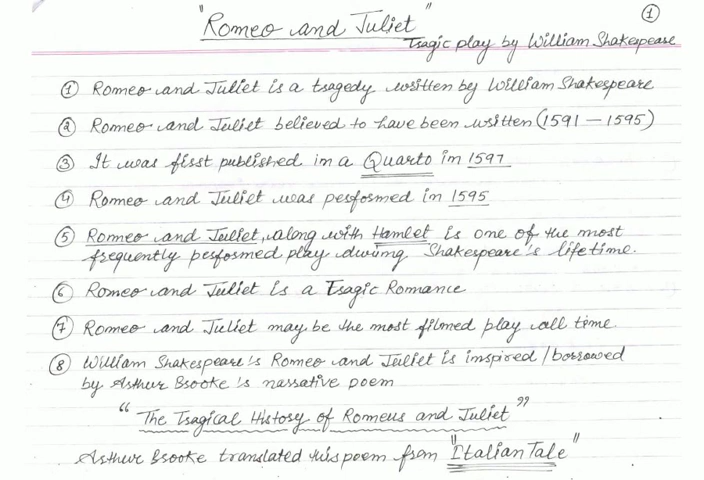 "Romeo and Juliet" ①
Tragic play by William Shakespeare
① Romeo and Juliet is a tragedy written by William Shakespeare
② Romeo and Juliet believed to have been written (1591 — 1595)
③ It was first published in a Quarto in 1597
④ Romeo and Juliet was performed in 1595
⑤ Romeo and Juliet, along with Hamlet is one of the most
frequently performed play during Shakespeare's lifetime.
⑥ Romeo and Juliet is a Tragic Romance
⑦ Romeo and Juliet may be the most filmed play all time.
⑧ William Shakespeare's Romeo and Juliet is inspired/borrowed
by Arthur Brooke's narrative poem
"The Tragical History of Romeus and Juliet"
Arthur Brooke translated this poem from "Italian Tale"